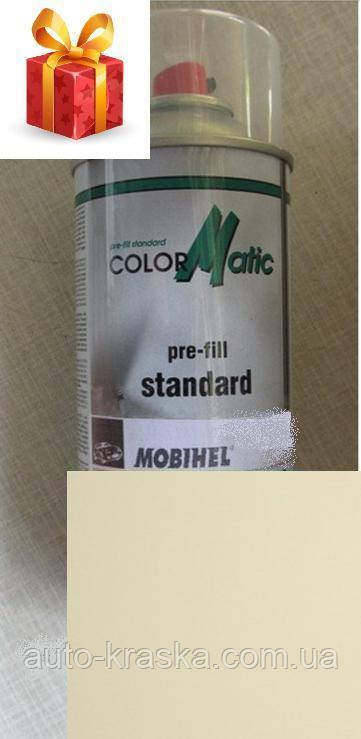 pre-fill standard
COLORMatic
pre-fill
standard
MOBIHEL
auto-kraska.com.ua